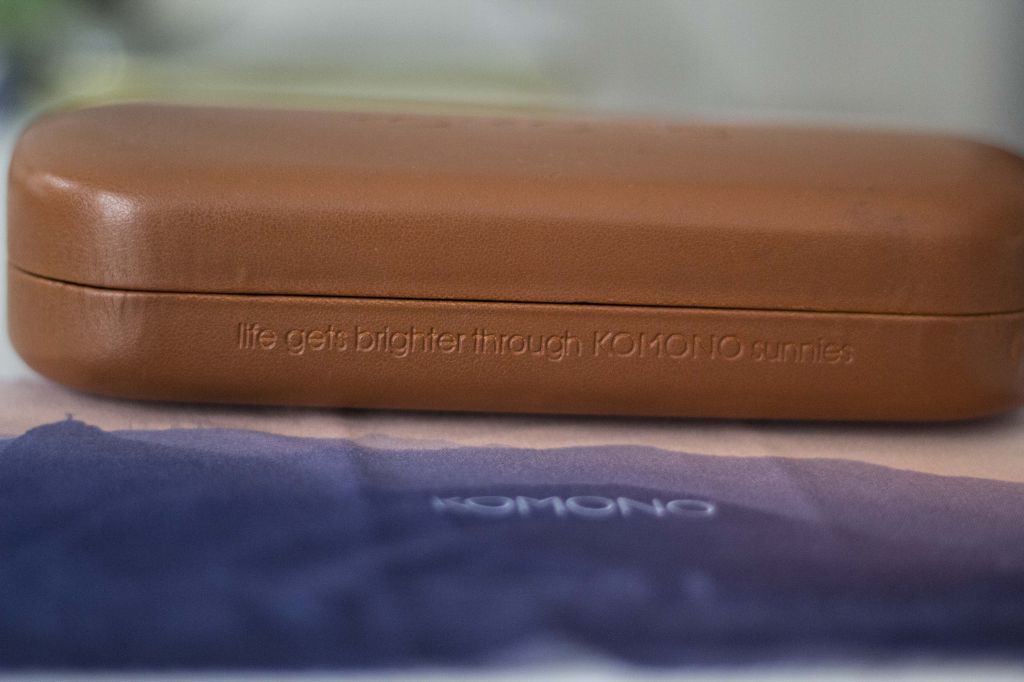 life gets brighter through KOMONO sunnies
KOMONO